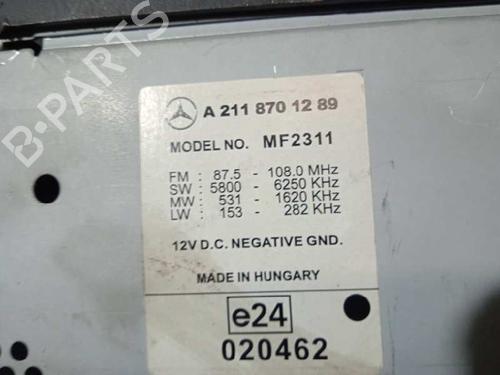 A 211 870 12 89
MODEL NO. MF2311
FM : 87.5 - 108.0 MHz
SW : 5800 - 6250 KHz
MW : 531 - 1620 KHz
LW : 153 - 282 KHz
12V D.C. NEGATIVE GND.
MADE IN HUNGARY
e24
020462
B-PARTS